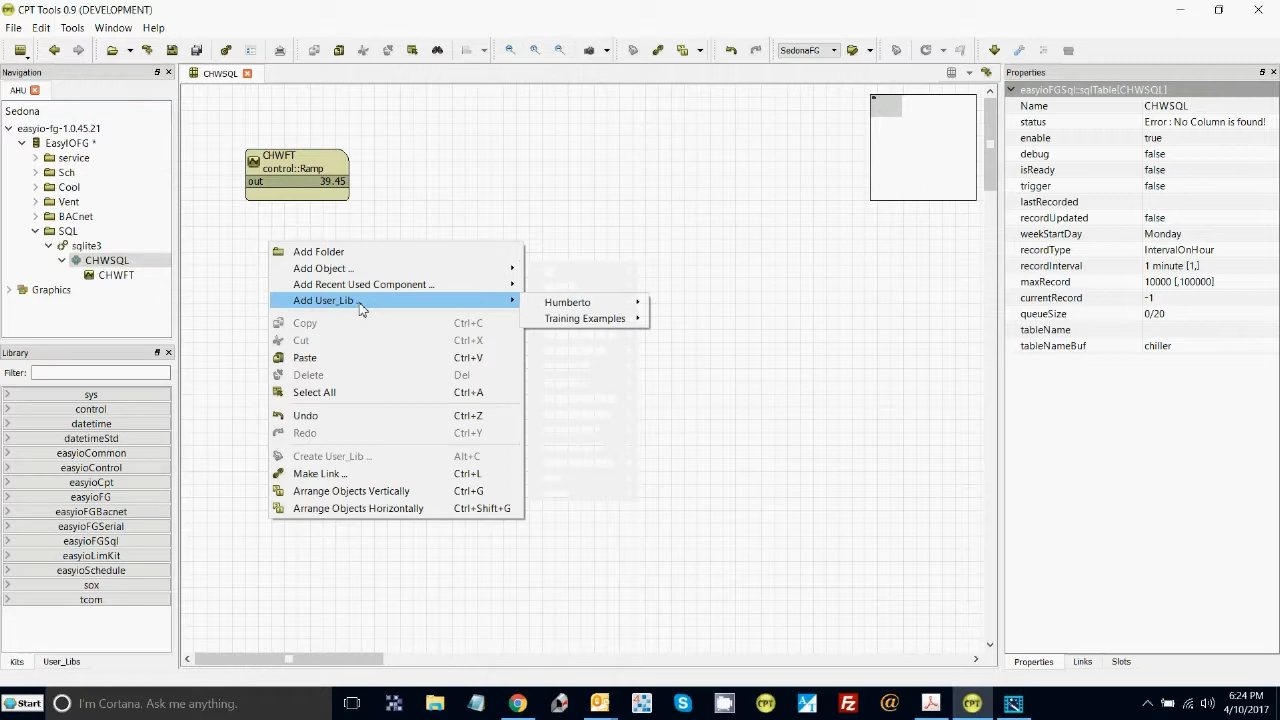 CPT Tools 0.9 (DEVELOPMENT)
File Edit Tools Window Help
SedonaFG
Navigation
AHU
Sedona
easyio-fg-1.0.45.21
EasyIOFG *
service
Sch
Cool
Vent
BACnet
SQL
sqlite3
CHWSQL
CHWFT
Graphics
Library
Filter:
sys
control
datetime
datetimeStd
easyioCommon
easyioControl
easyioCpt
easyioFG
easyioFGBacnet
easyioFGSerial
easyioFGSql
easyioLimKit
easyioSchedule
sox
tcom
Kits User_Libs
CHWSQL
CHWFT
control::Ramp
out 39.45
Add Folder
Add Object ...
Add Recent Used Component ...
Add User_Lib ...
Copy Ctrl+C
Cut Ctrl+X
Paste Ctrl+V
Delete Del
Select All Ctrl+A
Undo Ctrl+Z
Redo Ctrl+Y
Create User_Lib ... Alt+C
Make Link ... Ctrl+L
Arrange Objects Vertically Ctrl+G
Arrange Objects Horizontally Ctrl+Shift+G
Humberto
Training Examples
Properties
easyioFGSql::sqlTable[CHWSQL]
Name CHWSQL
status Error : No Column is found!
enable true
debug false
isReady false
trigger false
lastRecorded
recordUpdated false
weekStartDay Monday
recordType IntervalOnHour
recordInterval 1 minute [1,]
maxRecord 10000 [,100000]
currentRecord -1
queueSize 0/20
tableName
tableNameBuf chiller
Properties Links Slots
Start
I'm Cortana. Ask me anything.
CPT
CPT
6:24 PM
4/10/2017